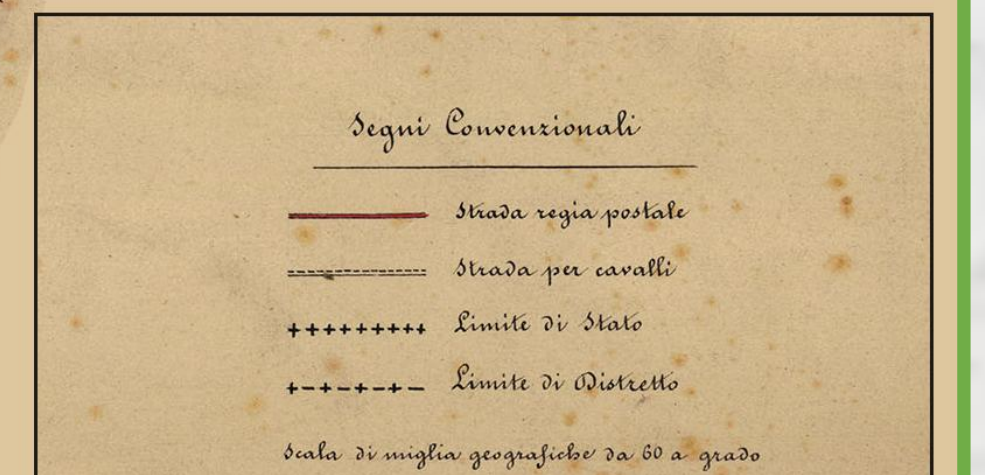 Segni Convenzionali
Strada regia postale
Strada per cavalli
Limite di Stato
Limite di Distretto
Scala di miglia geografiche da 60 a grado